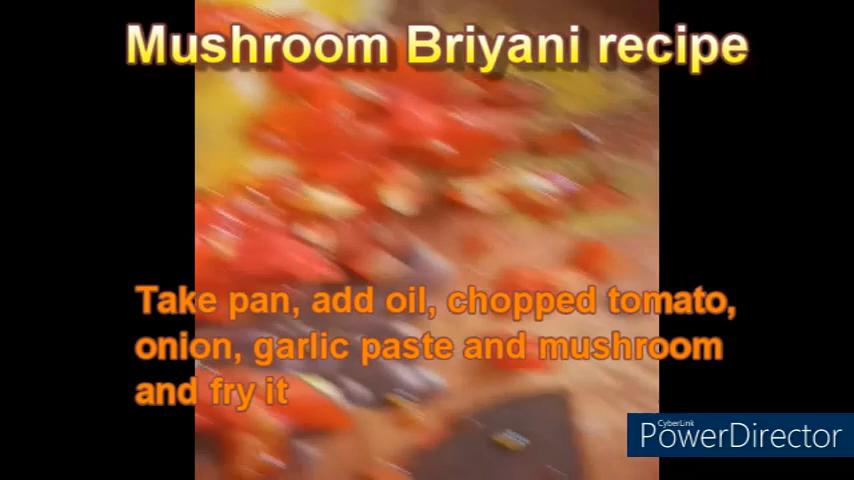 Mushroom Briyani recipe
Take pan, add oil, chopped tomato,
onion, garlic paste and mushroom
and fry it
CyberLink
PowerDirector